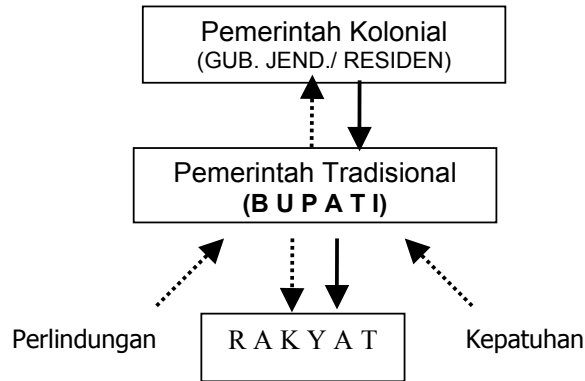 Pemerintah Kolonial
(GUB. JEND./ RESIDEN)
Pemerintah Tradisional
(B U P A T I)
Perlindungan
R A K Y A T
Kepatuhan